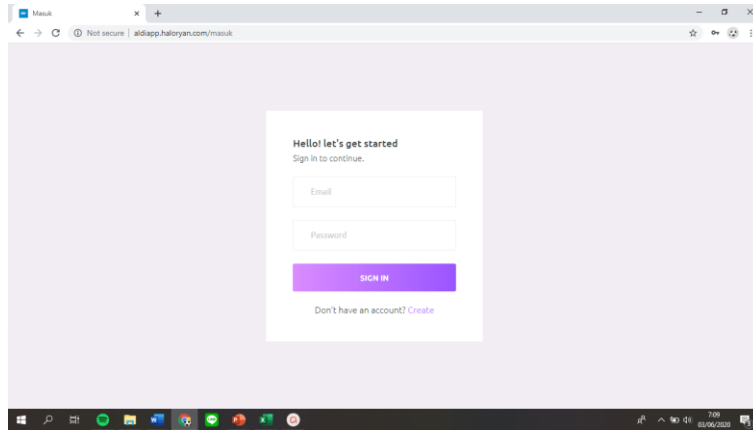 Masuk
Not secure | aldiapp.haloryan.com/masuk
Hello! let's get started
Sign in to continue.
Email
Password
SIGN IN
Don't have an account? Create
7:09
03/06/2020